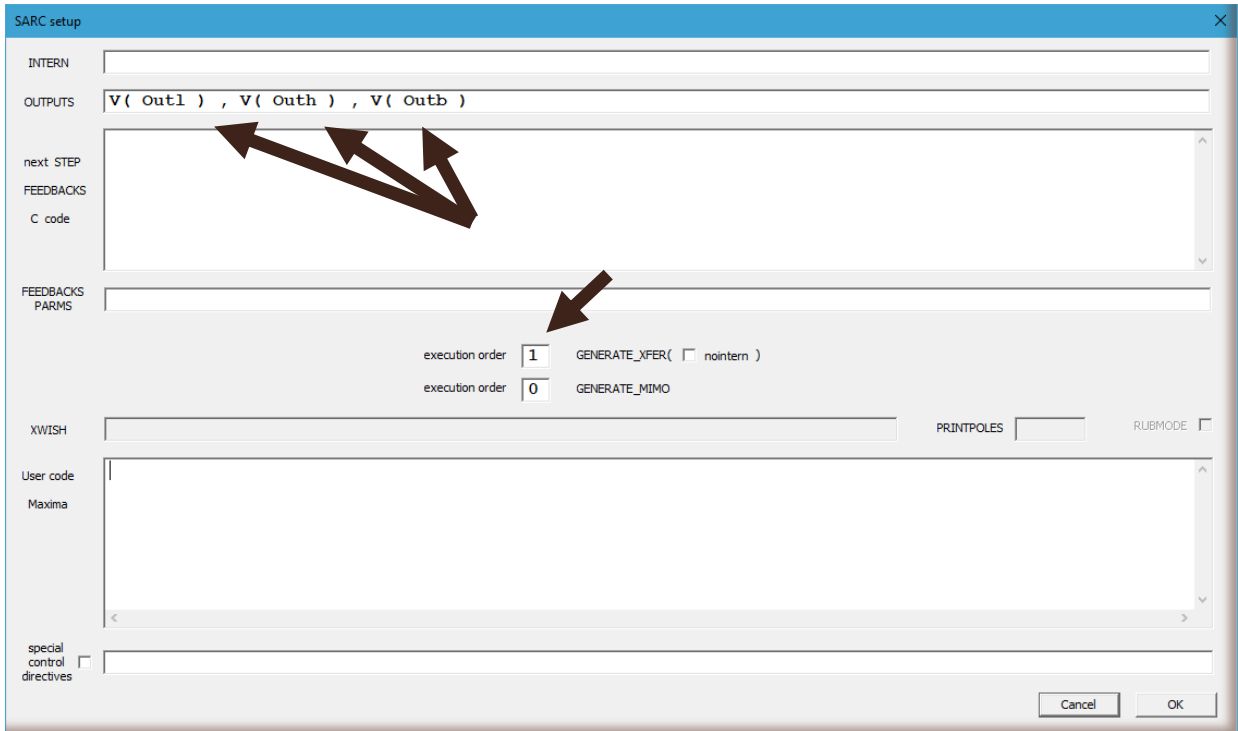 SARC setup
INTERN
OUTPUTS V( Outl ) , V( Outh ) , V( Outb )
next STEP
FEEDBACKS
C code
FEEDBACKS
PARMS
execution order 1 GENERATE_XFER( nointern )
execution order 0 GENERATE_MIMO
XWISH PRINTPOLES RUBMODE
User code
Maxima
special
control
directives
Cancel OK